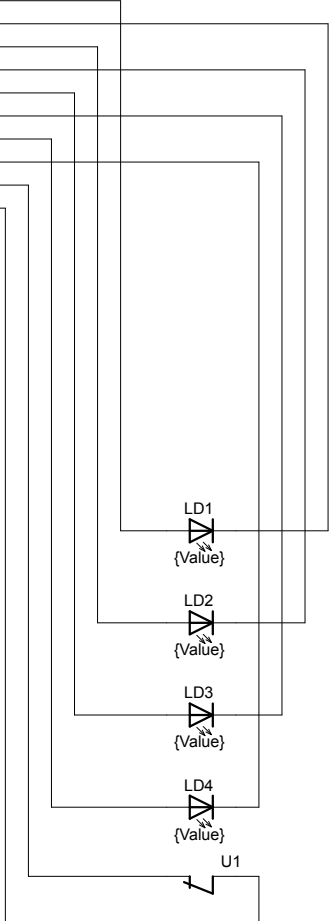 LD1
{Value}
LD2
{Value}
LD3
{Value}
LD4
{Value}
U1